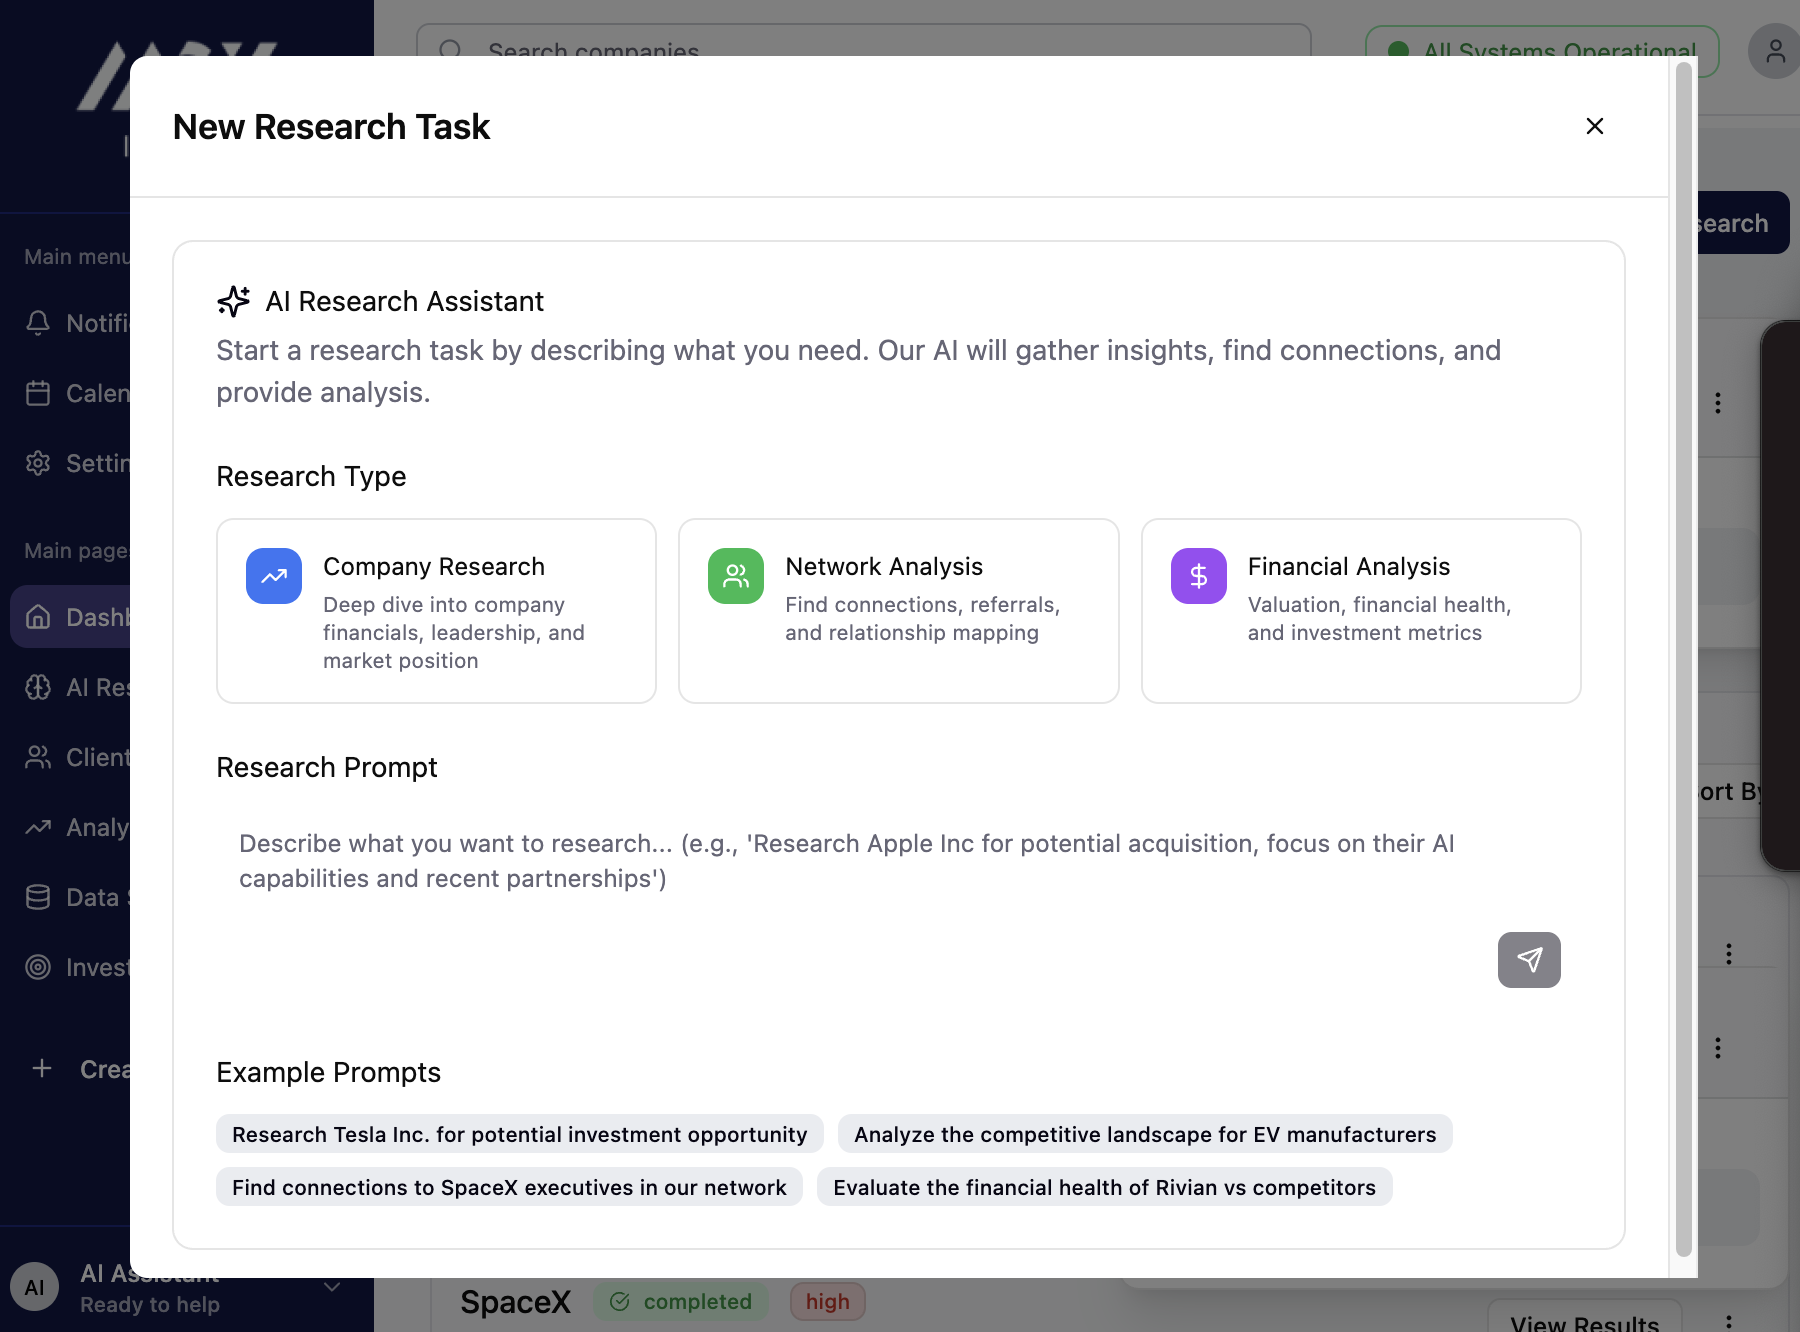 Search companies
All Systems Operational
New Research Task
search
Main menu
AI Research Assistant
Start a research task by describing what you need. Our AI will gather insights, find connections, and
provide analysis.
Research Type
Company Research
Deep dive into company
financials, leadership, and
market position
Network Analysis
Find connections, referrals,
and relationship mapping
Financial Analysis
Valuation, financial health,
and investment metrics
Research Prompt
Describe what you want to research... (e.g., 'Research Apple Inc for potential acquisition, focus on their AI
capabilities and recent partnerships')
Example Prompts
Research Tesla Inc. for potential investment opportunity
Analyze the competitive landscape for EV manufacturers
Find connections to SpaceX executives in our network
Evaluate the financial health of Rivian vs competitors
Notifi
Calen
Settin
Main pages
Dashb
AI Res
Client
Analy
Data S
Invest
Crea
ort By
AI
AI Assistant
Ready to help
SpaceX
completed
high
View Results